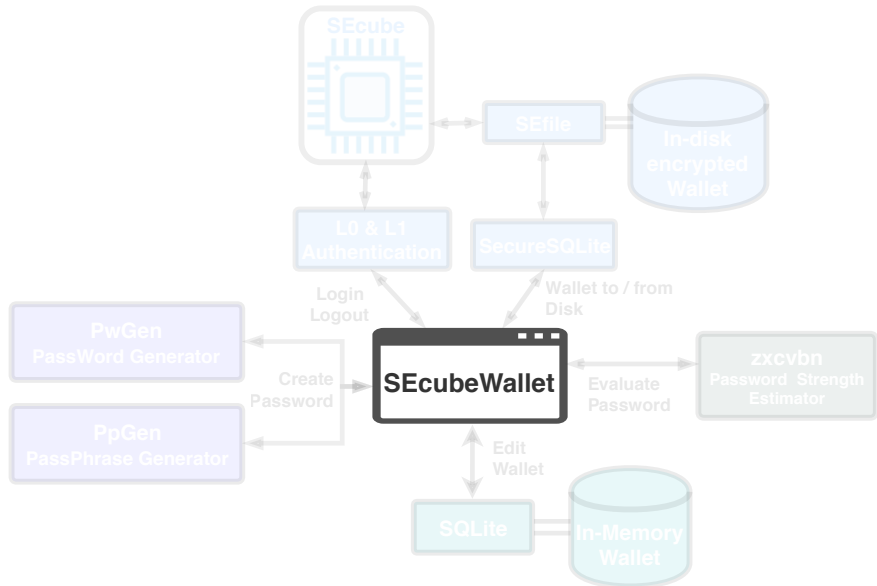 SEcube
SEfile
In-disk
encrypted
Wallet
L0 & L1
Authentication
SecureSQLite
Login
Logout
Wallet to / from
Disk
PwGen
PassWord Generator
Create
Password
PpGen
PassPhrase Generator
SEcubeWallet
Evaluate
Password
zxcvbn
Password Strength
Estimator
Edit
Wallet
SQLite
In-Memory
Wallet